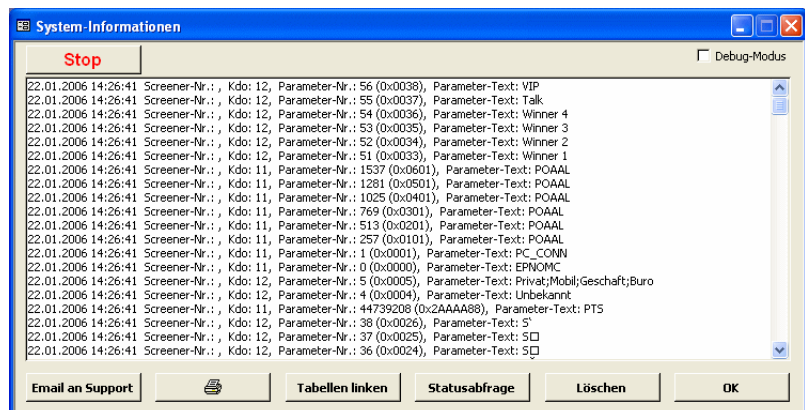 System-Informationen
Stop
Debug-Modus
22.01.2006 14:26:41 Screener-Nr.: , Kdo: 12, Parameter-Nr.: 56 (0x0038), Parameter-Text: VIP
22.01.2006 14:26:41 Screener-Nr.: , Kdo: 12, Parameter-Nr.: 55 (0x0037), Parameter-Text: Talk
22.01.2006 14:26:41 Screener-Nr.: , Kdo: 12, Parameter-Nr.: 54 (0x0036), Parameter-Text: Winner 4
22.01.2006 14:26:41 Screener-Nr.: , Kdo: 12, Parameter-Nr.: 53 (0x0035), Parameter-Text: Winner 3
22.01.2006 14:26:41 Screener-Nr.: , Kdo: 12, Parameter-Nr.: 52 (0x0034), Parameter-Text: Winner 2
22.01.2006 14:26:41 Screener-Nr.: , Kdo: 12, Parameter-Nr.: 51 (0x0033), Parameter-Text: Winner 1
22.01.2006 14:26:41 Screener-Nr.: , Kdo: 11, Parameter-Nr.: 1537 (0x0601), Parameter-Text: POAAL
22.01.2006 14:26:41 Screener-Nr.: , Kdo: 11, Parameter-Nr.: 1281 (0x0501), Parameter-Text: POAAL
22.01.2006 14:26:41 Screener-Nr.: , Kdo: 11, Parameter-Nr.: 1025 (0x0401), Parameter-Text: POAAL
22.01.2006 14:26:41 Screener-Nr.: , Kdo: 11, Parameter-Nr.: 769 (0x0301), Parameter-Text: POAAL
22.01.2006 14:26:41 Screener-Nr.: , Kdo: 11, Parameter-Nr.: 513 (0x0201), Parameter-Text: POAAL
22.01.2006 14:26:41 Screener-Nr.: , Kdo: 11, Parameter-Nr.: 257 (0x0101), Parameter-Text: POAAL
22.01.2006 14:26:41 Screener-Nr.: , Kdo: 11, Parameter-Nr.: 1 (0x0001), Parameter-Text: PC_CONN
22.01.2006 14:26:41 Screener-Nr.: , Kdo: 11, Parameter-Nr.: 0 (0x0000), Parameter-Text: EPNOMC
22.01.2006 14:26:41 Screener-Nr.: , Kdo: 12, Parameter-Nr.: 5 (0x0005), Parameter-Text: Privat;Mobil;Geschaft;Buro
22.01.2006 14:26:41 Screener-Nr.: , Kdo: 12, Parameter-Nr.: 4 (0x0004), Parameter-Text: Unbekannt
22.01.2006 14:26:41 Screener-Nr.: , Kdo: 11, Parameter-Nr.: 44739208 (0x2AAAA88), Parameter-Text: PTS
22.01.2006 14:26:41 Screener-Nr.: , Kdo: 12, Parameter-Nr.: 38 (0x0026), Parameter-Text: S`
22.01.2006 14:26:41 Screener-Nr.: , Kdo: 12, Parameter-Nr.: 37 (0x0025), Parameter-Text: S□
22.01.2006 14:26:41 Screener-Nr.: , Kdo: 12, Parameter-Nr.: 36 (0x0024), Parameter-Text: S□
Email an Support
Tabellen linken
Statusabfrage
Löschen
OK